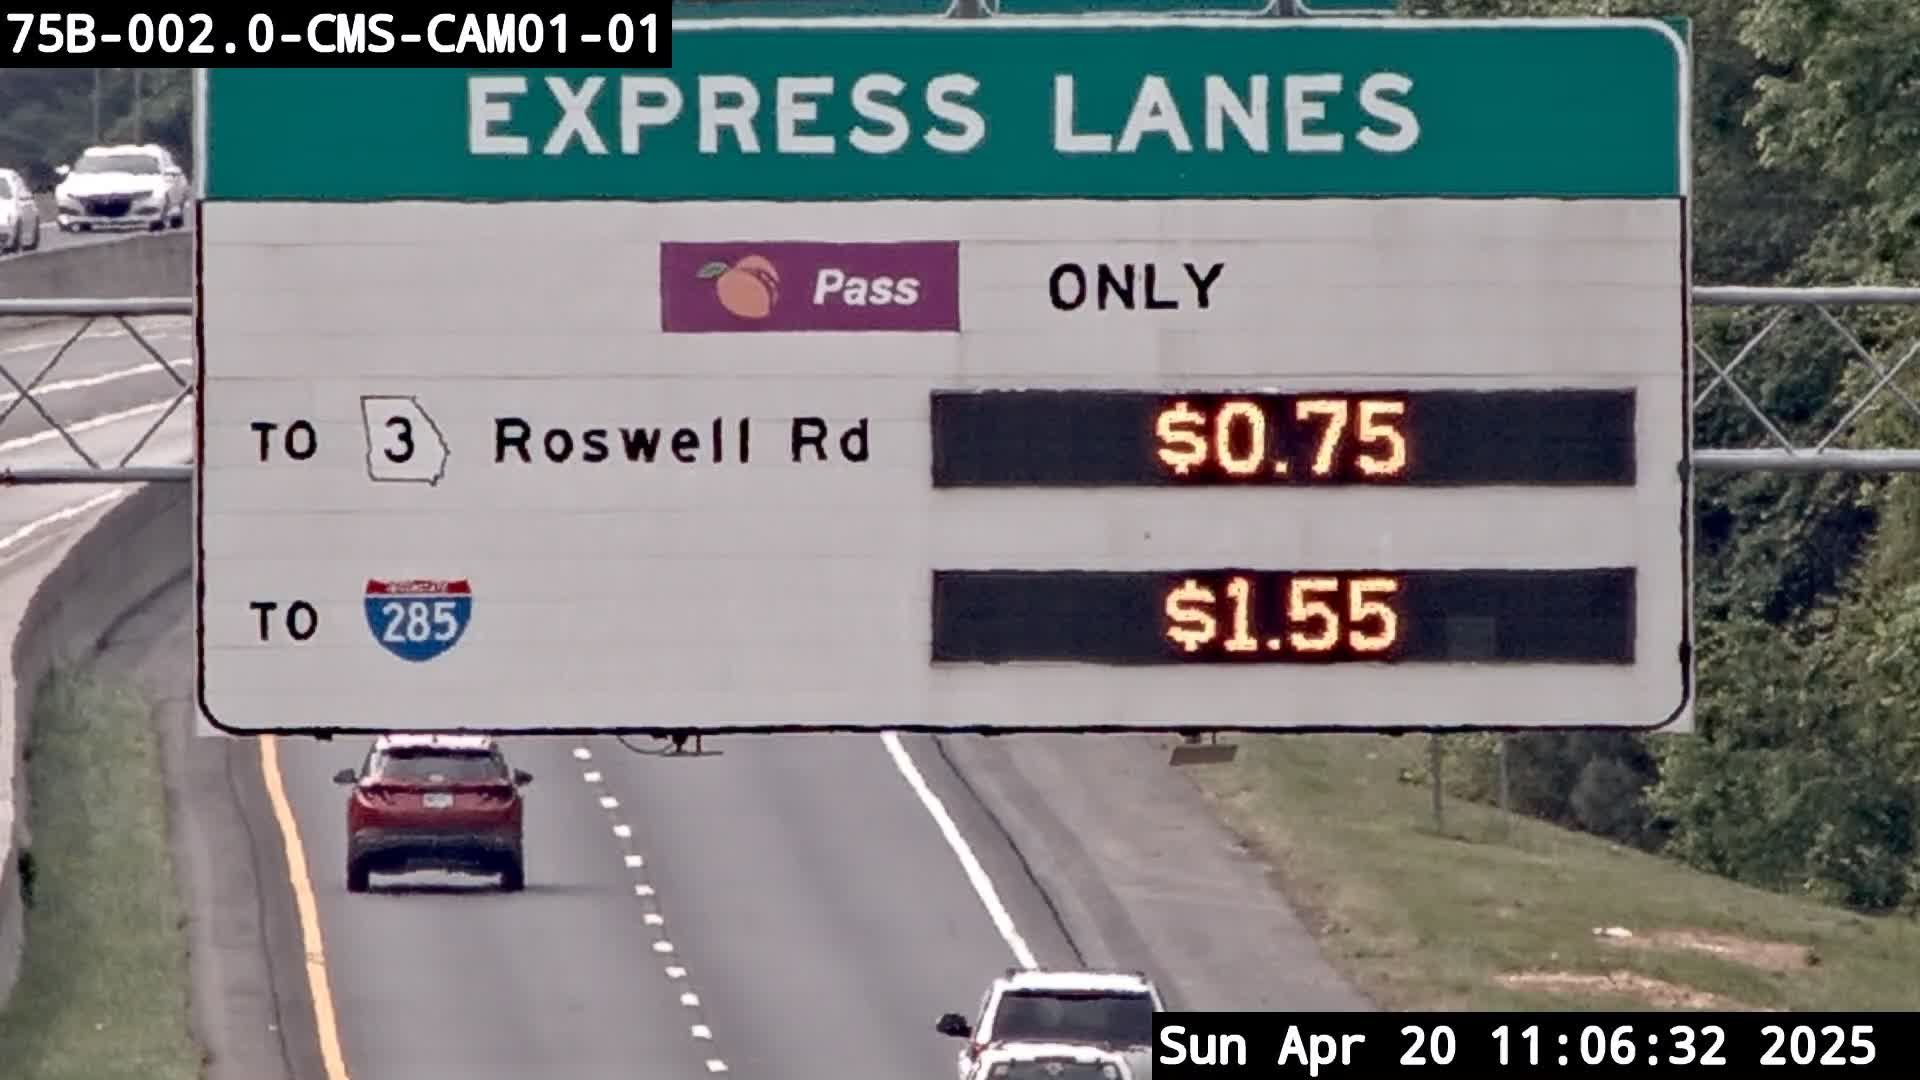 75B-002.0-CMS-CAM01-01
EXPRESS LANES
Pass ONLY
TO 3 Roswell Rd $0.75
TO 285 $1.55
Sun Apr 20 11:06:32 2025